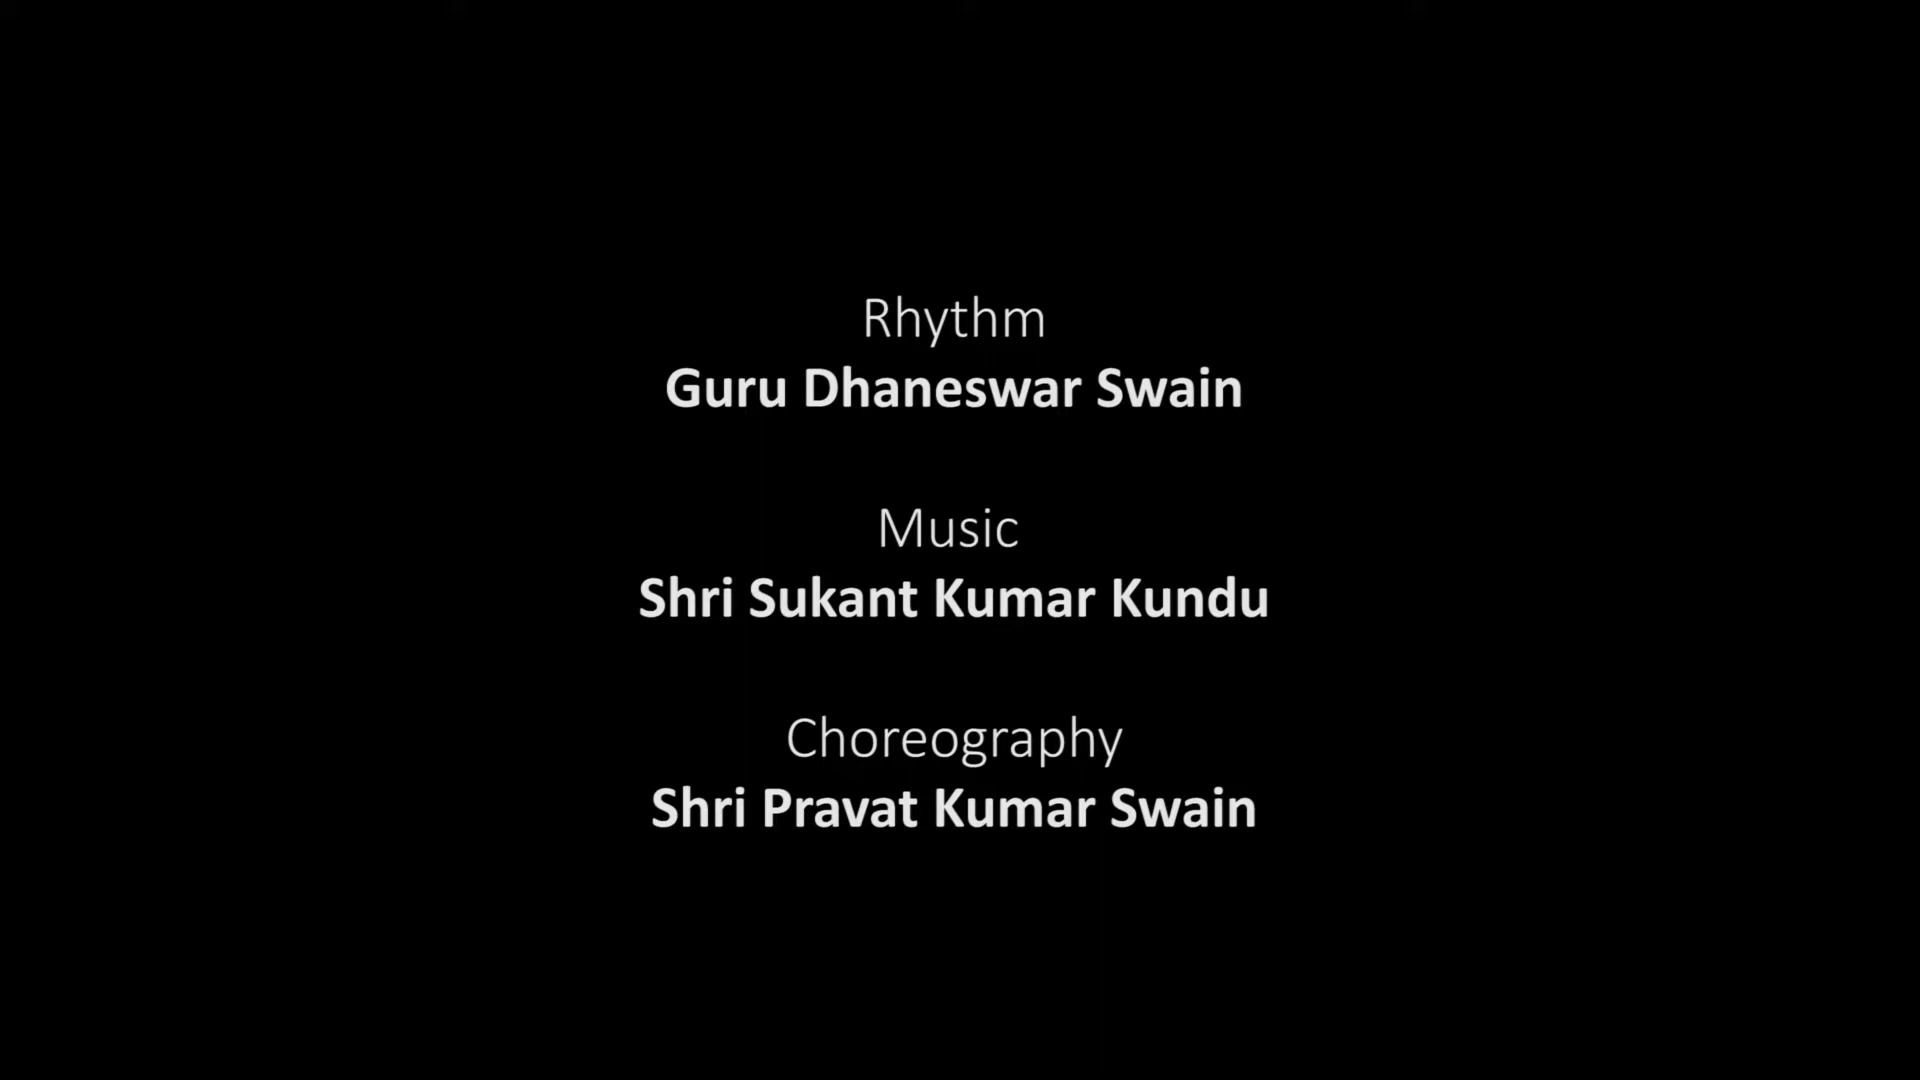 Rhythm
Guru Dhaneswar Swain
Music
Shri Sukant Kumar Kundu
Choreography
Shri Pravat Kumar Swain